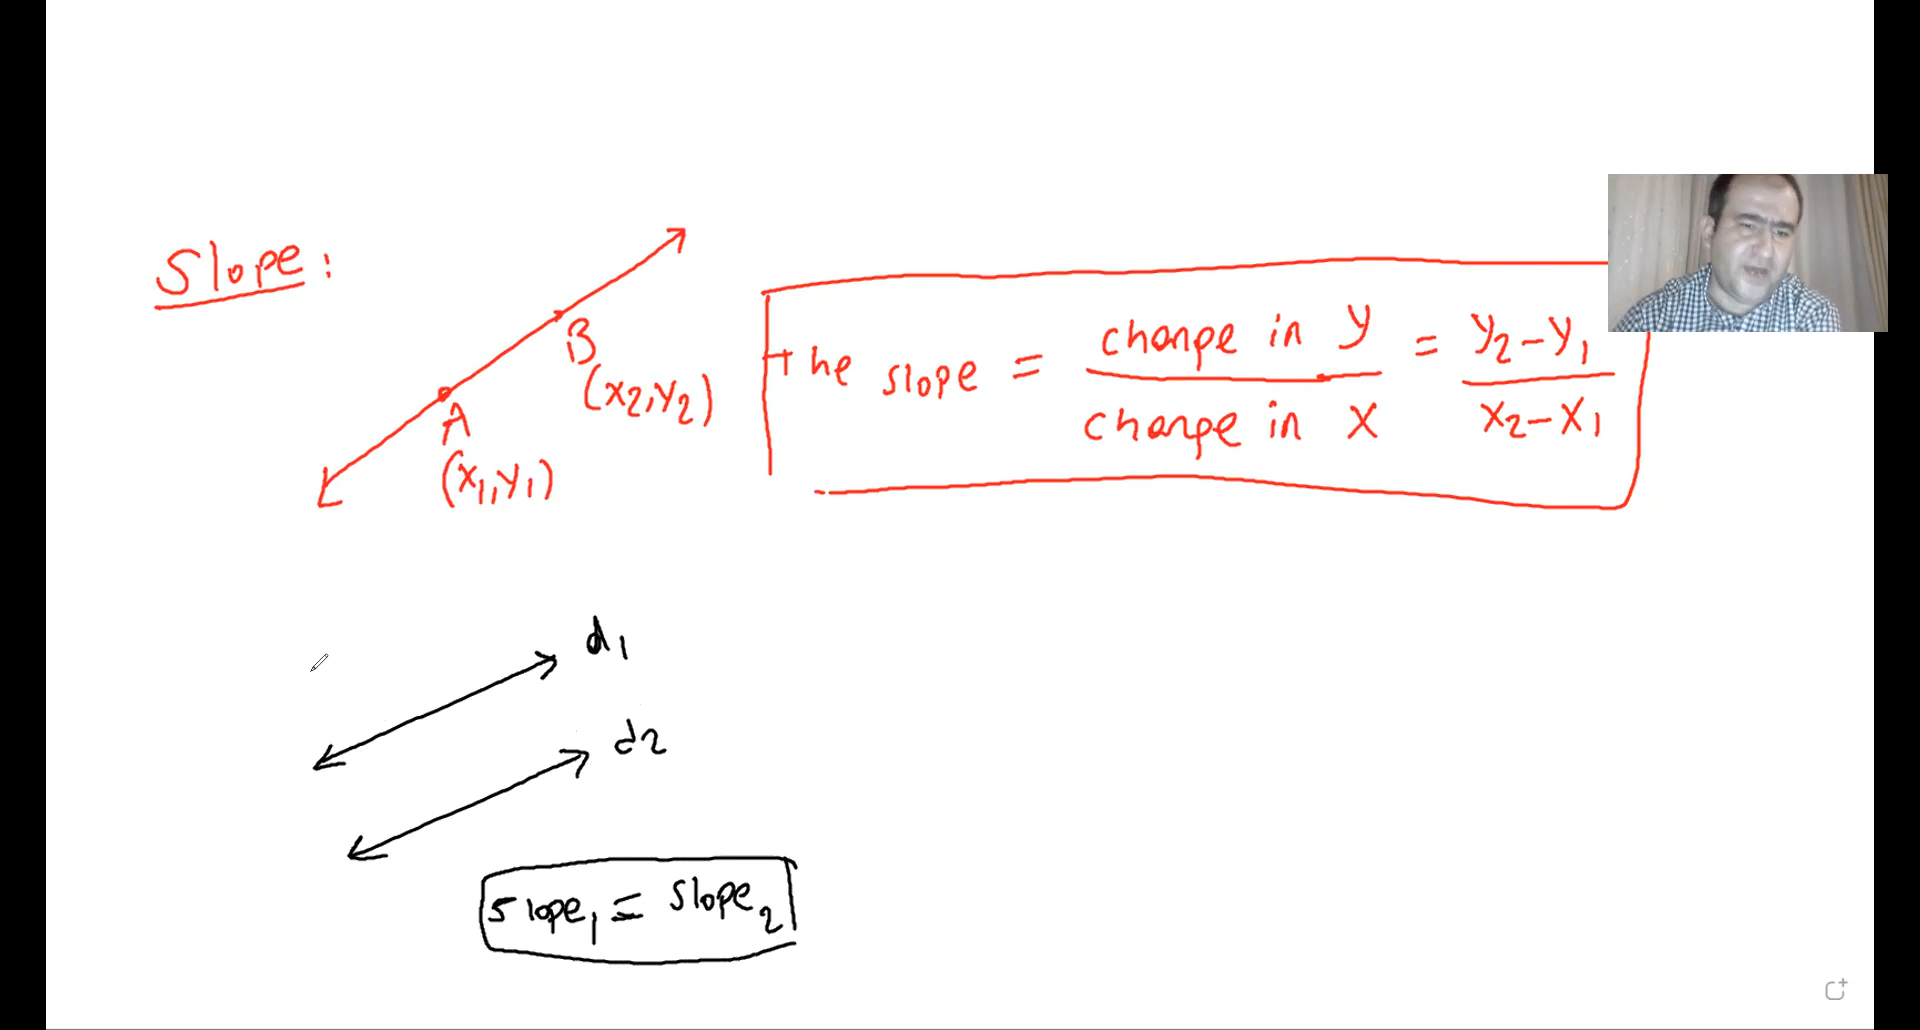 Slope:
B
(x2,y2)
A
(x1,y1)
The slope = change in y / change in x = y2-y1 / x2-x1
d1
d2
slope1 = slope2